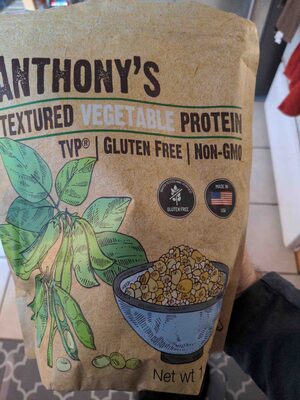 ANTHONY'S
TEXTURED VEGETABLE PROTEIN
TVP® | GLUTEN FREE | NON-GMO
GLUTEN FREE
MADE IN
USA
Net wt